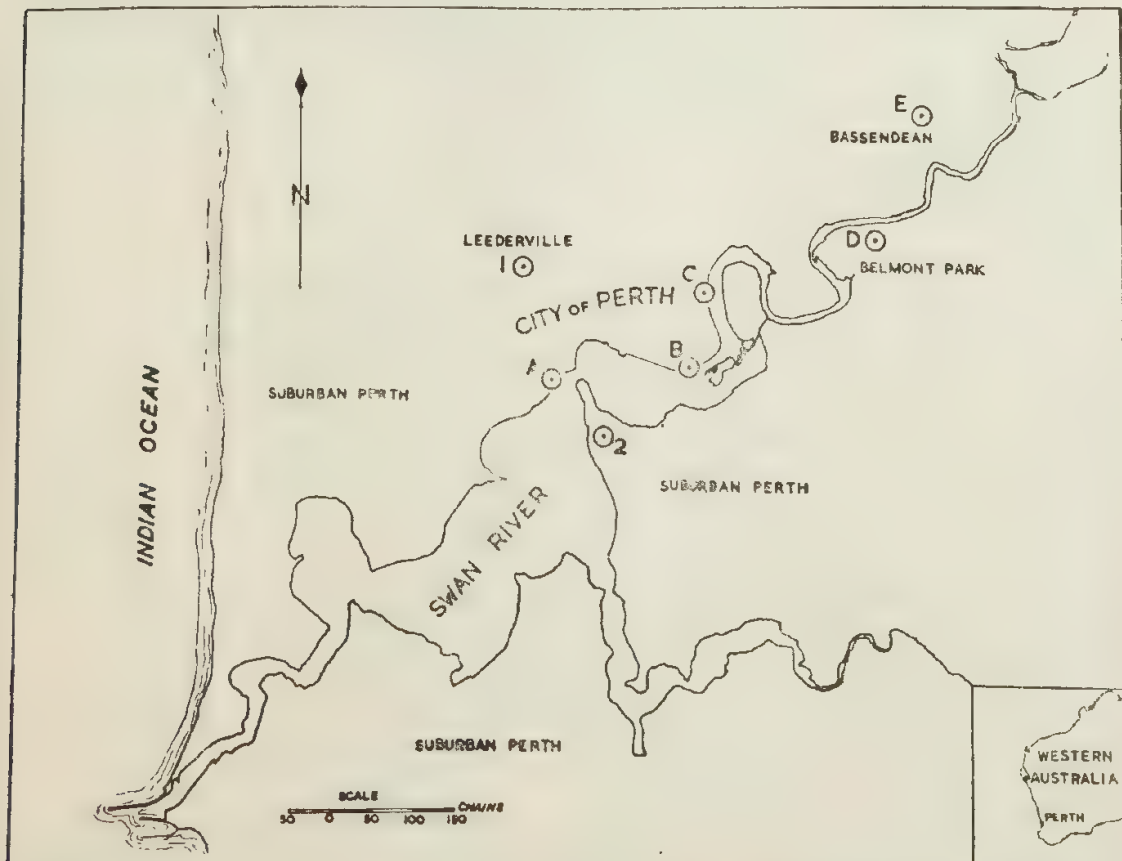 E
BASSENDEAN
N
LEEDERVILLE
1
D
BELMONT PARK
C
CITY OF PERTH
B
A
SUBURBAN PERTH
INDIAN OCEAN
2
SUBURBAN PERTH
SWAN RIVER
SUBURBAN PERTH
SCALE
50 0 50 100 150 CHAINS
WESTERN
AUSTRALIA
PERTH